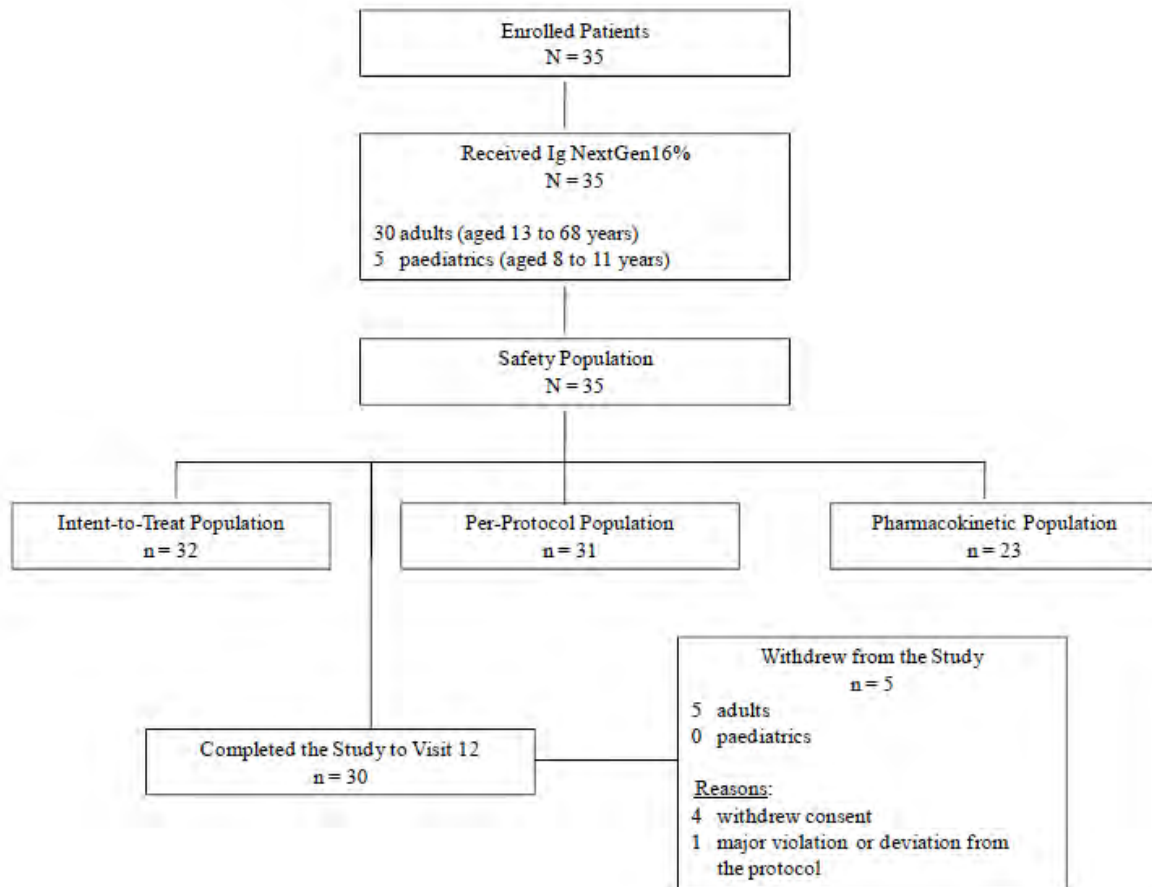 Enrolled Patients
N = 35
Received Ig NextGen16%
N = 35
30 adults (aged 13 to 68 years)
5 paediatrics (aged 8 to 11 years)
Safety Population
N = 35
Intent-to-Treat Population
n = 32
Per-Protocol Population
n = 31
Pharmacokinetic Population
n = 23
Completed the Study to Visit 12
n = 30
Withdrew from the Study
n = 5
5 adults
0 paediatrics
Reasons:
4 withdrew consent
1 major violation or deviation from
the protocol